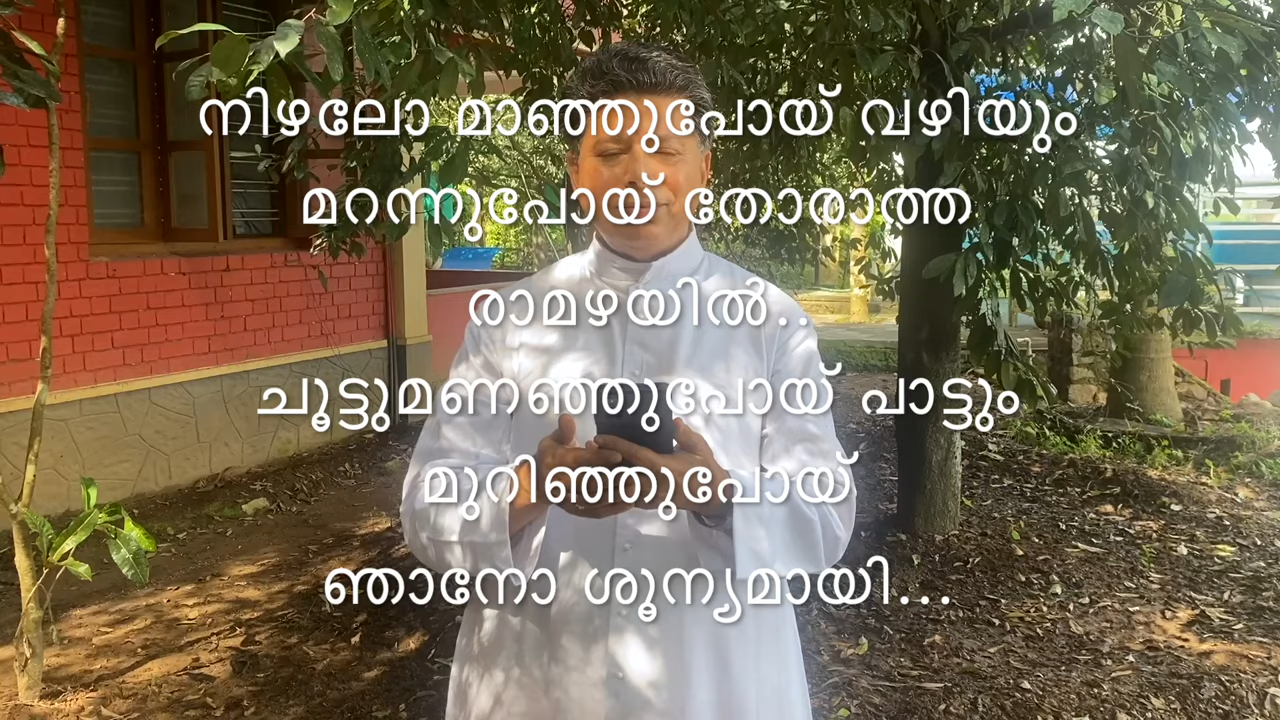 നിഴലോ മാഞ്ഞുപോയ് വഴിയും
മറന്നുപോയ് തോരാത്ത
രാമഴയിൽ..
ചൂട്ടുമണഞ്ഞുപോയ് പാട്ടും
മുറിഞ്ഞുപോയ്
ഞാനോ ശൂന്യമായി...